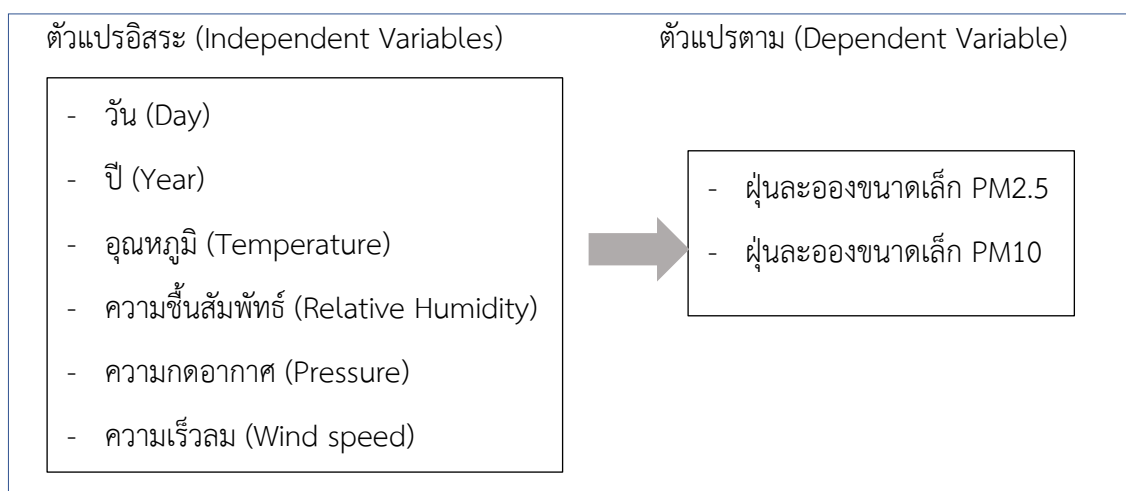 ตัวแปรอิสระ (Independent Variables)
ตัวแปรตาม (Dependent Variable)
- วัน (Day)
- ปี (Year)
- อุณหภูมิ (Temperature)
- ความชื้นสัมพัทธ์ (Relative Humidity)
- ความกดอากาศ (Pressure)
- ความเร็วลม (Wind speed)
- ฝุ่นละอองขนาดเล็ก PM2.5
- ฝุ่นละอองขนาดเล็ก PM10